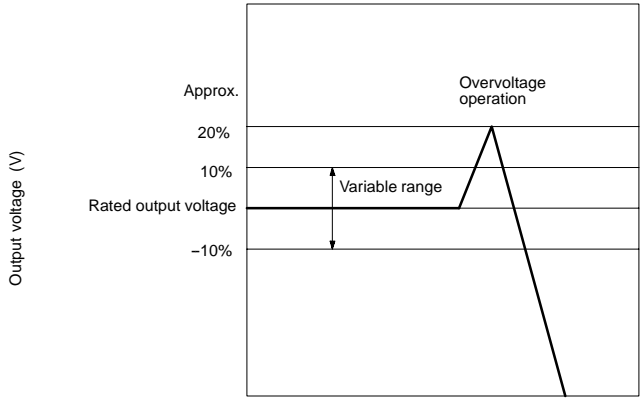 Overvoltage
operation
Approx.
20%
10%
Variable range
Rated output voltage
−10%
Output voltage (V)